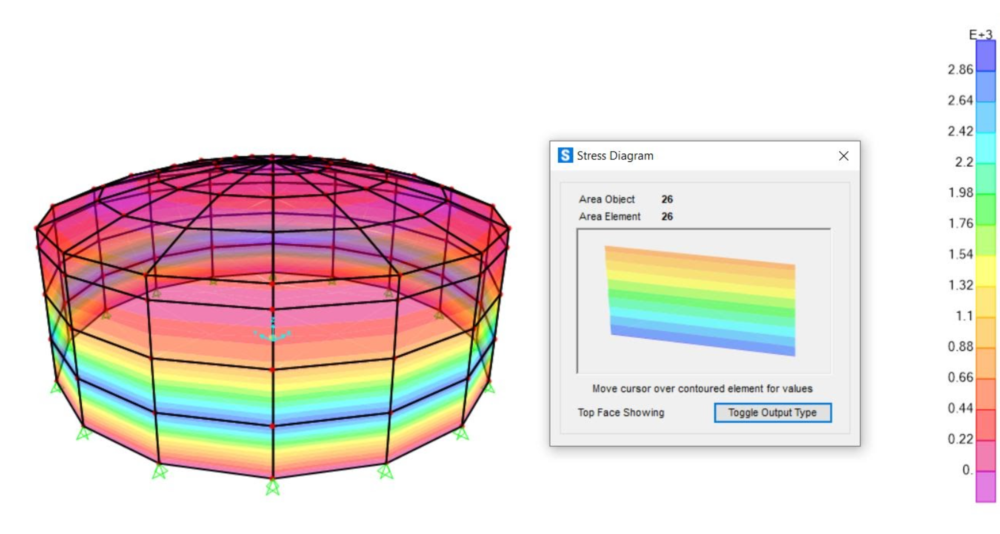 E+3
2.86
2.64
2.42
2.2
1.98
1.76
1.54
1.32
1.1
0.88
0.66
0.44
0.22
0.
S Stress Diagram
Area Object 26
Area Element 26
Move cursor over contoured element for values
Top Face Showing Toggle Output Type
Z